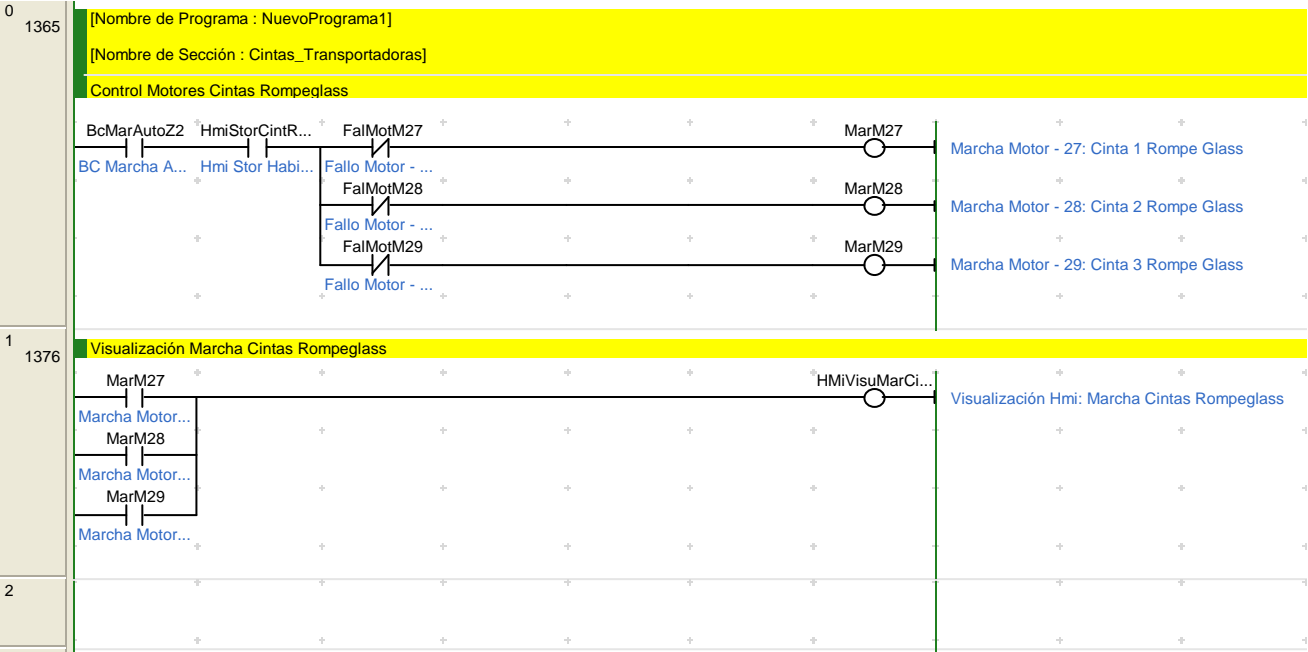 0
1365
[Nombre de Programa : NuevoPrograma1]
[Nombre de Sección : Cintas_Transportadoras]
Control Motores Cintas Rompeglass
BcMarAutoZ2 HmiStorCintR... FalMotM27 MarM27
BC Marcha A... Hmi Stor Habi... Fallo Motor - ... Marcha Motor - 27: Cinta 1 Rompe Glass
FalMotM28 MarM28
Fallo Motor - ... Marcha Motor - 28: Cinta 2 Rompe Glass
FalMotM29 MarM29
Fallo Motor - ... Marcha Motor - 29: Cinta 3 Rompe Glass
1
1376
Visualización Marcha Cintas Rompeglass
MarM27 HMiVisuMarCi...
Marcha Motor... Visualización Hmi: Marcha Cintas Rompeglass
MarM28
Marcha Motor...
MarM29
Marcha Motor...
2